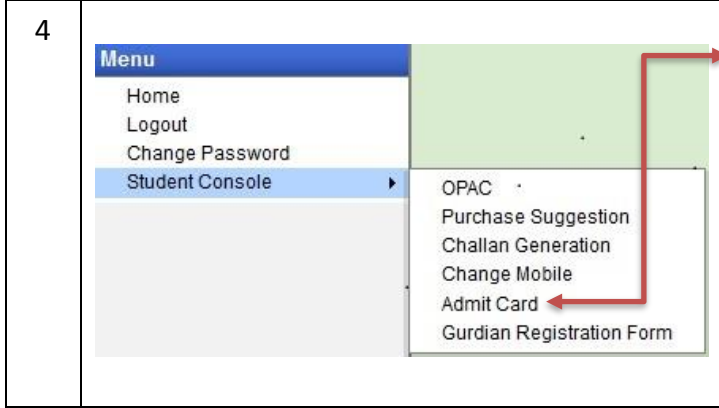 4
Menu
Home
Logout
Change Password
Student Console
OPAC
Purchase Suggestion
Challan Generation
Change Mobile
Admit Card
Gurdian Registration Form